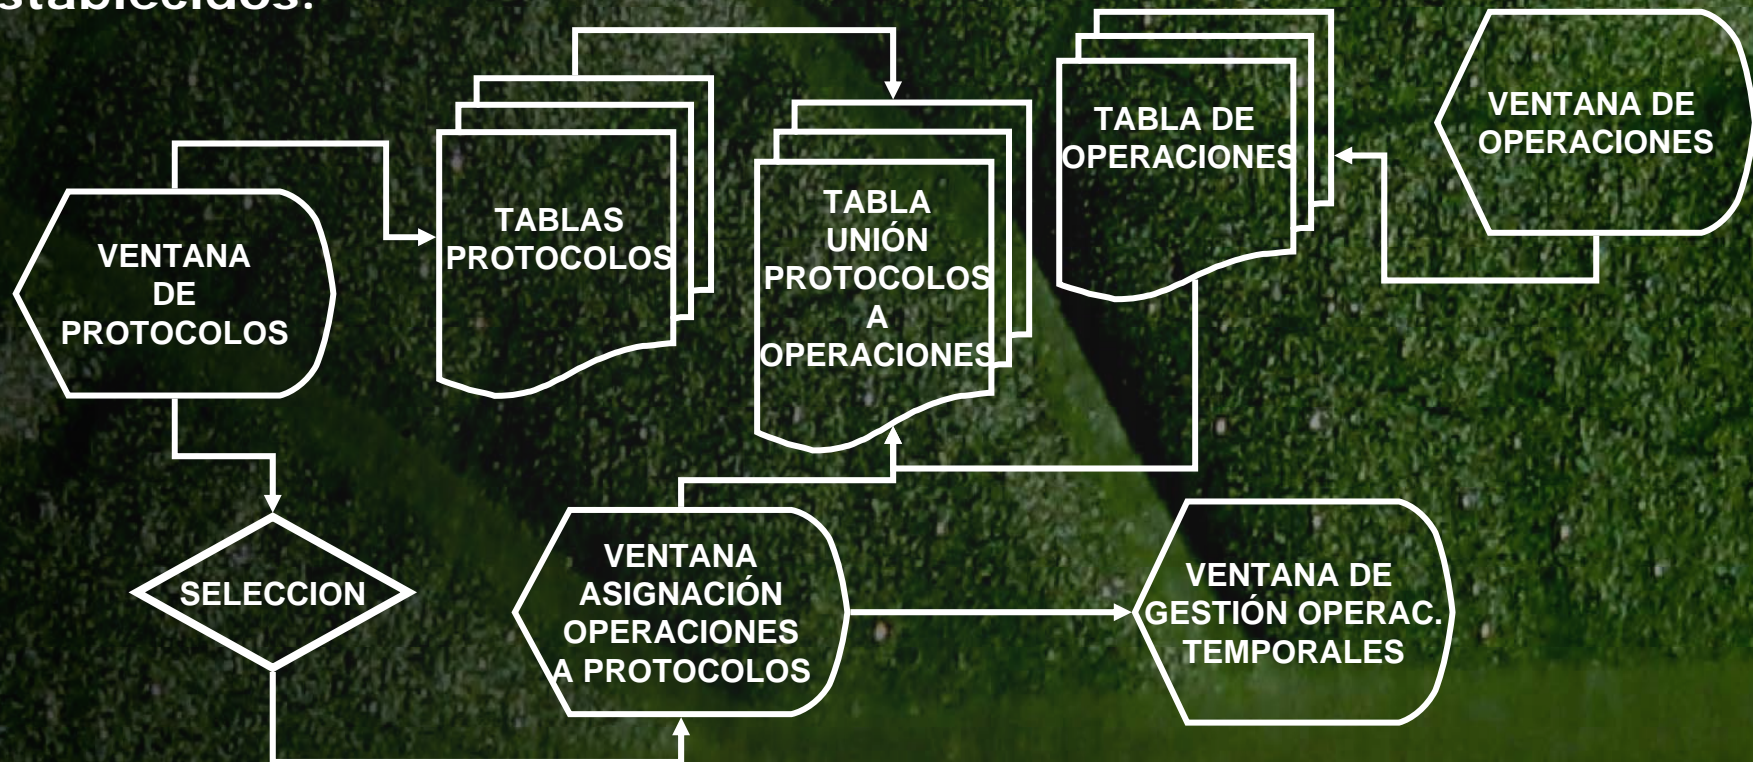 stablecidos.
TABLA DE
OPERACIONES
VENTANA DE
OPERACIONES
TABLAS
PROTOCOLOS
TABLA
UNIÓN
PROTOCOLOS
A
OPERACIONES
VENTANA
DE
PROTOCOLOS
SELECCION
VENTANA
ASIGNACIÓN
OPERACIONES
A PROTOCOLOS
VENTANA DE
GESTIÓN OPERAC.
TEMPORALES